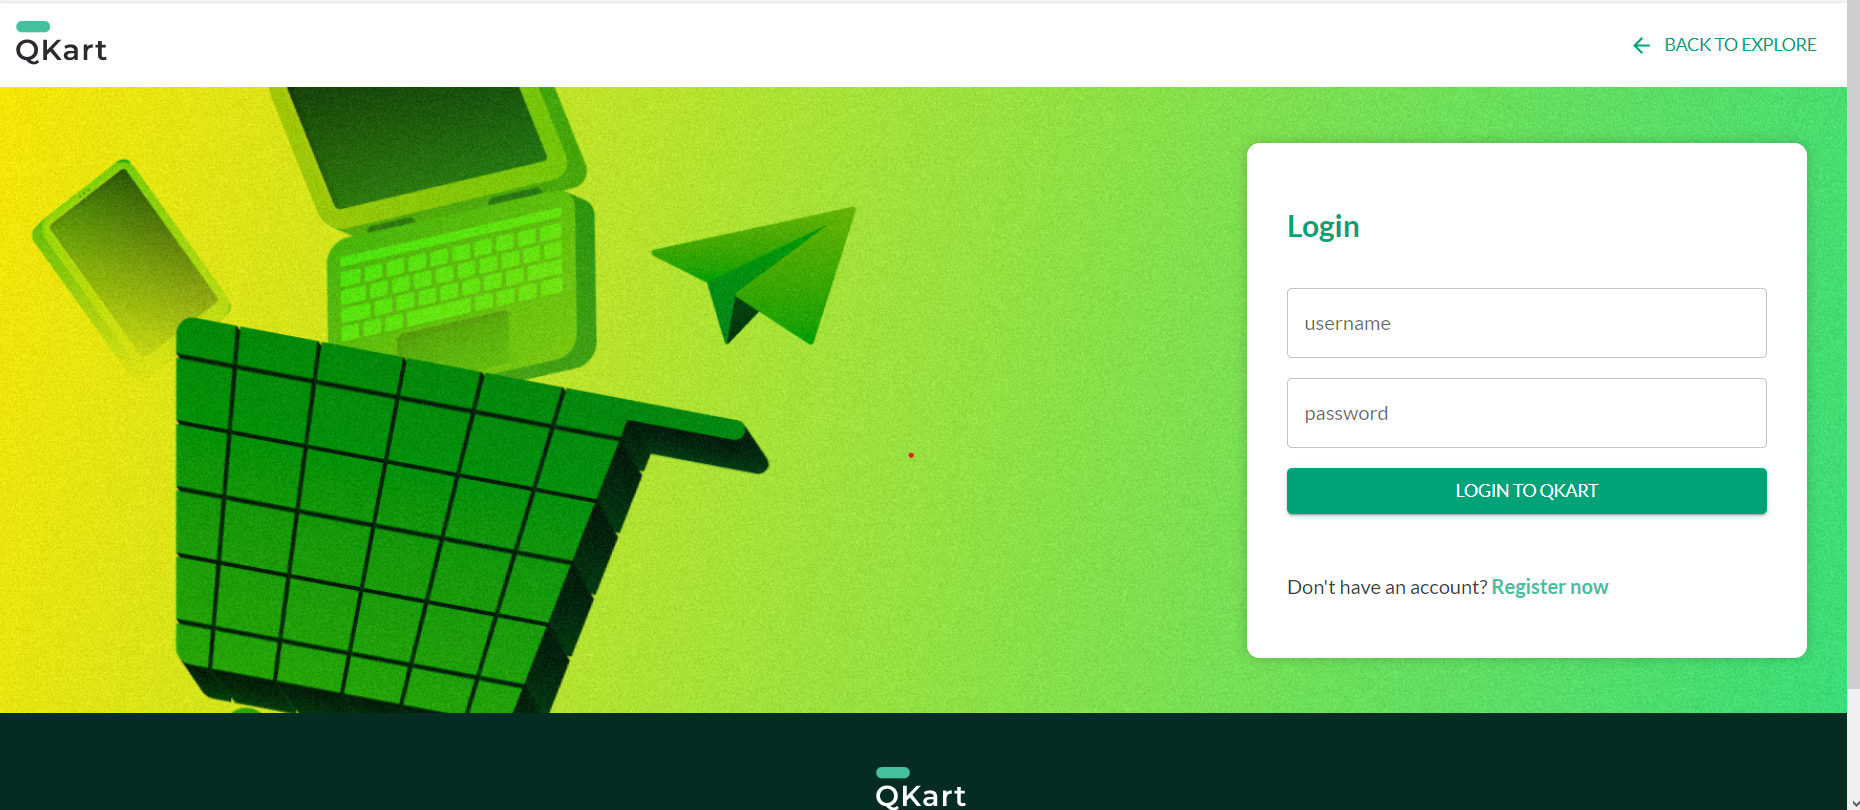 QKart
BACK TO EXPLORE
Login
username
password
LOGIN TO QKART
Don't have an account? Register now
QKart